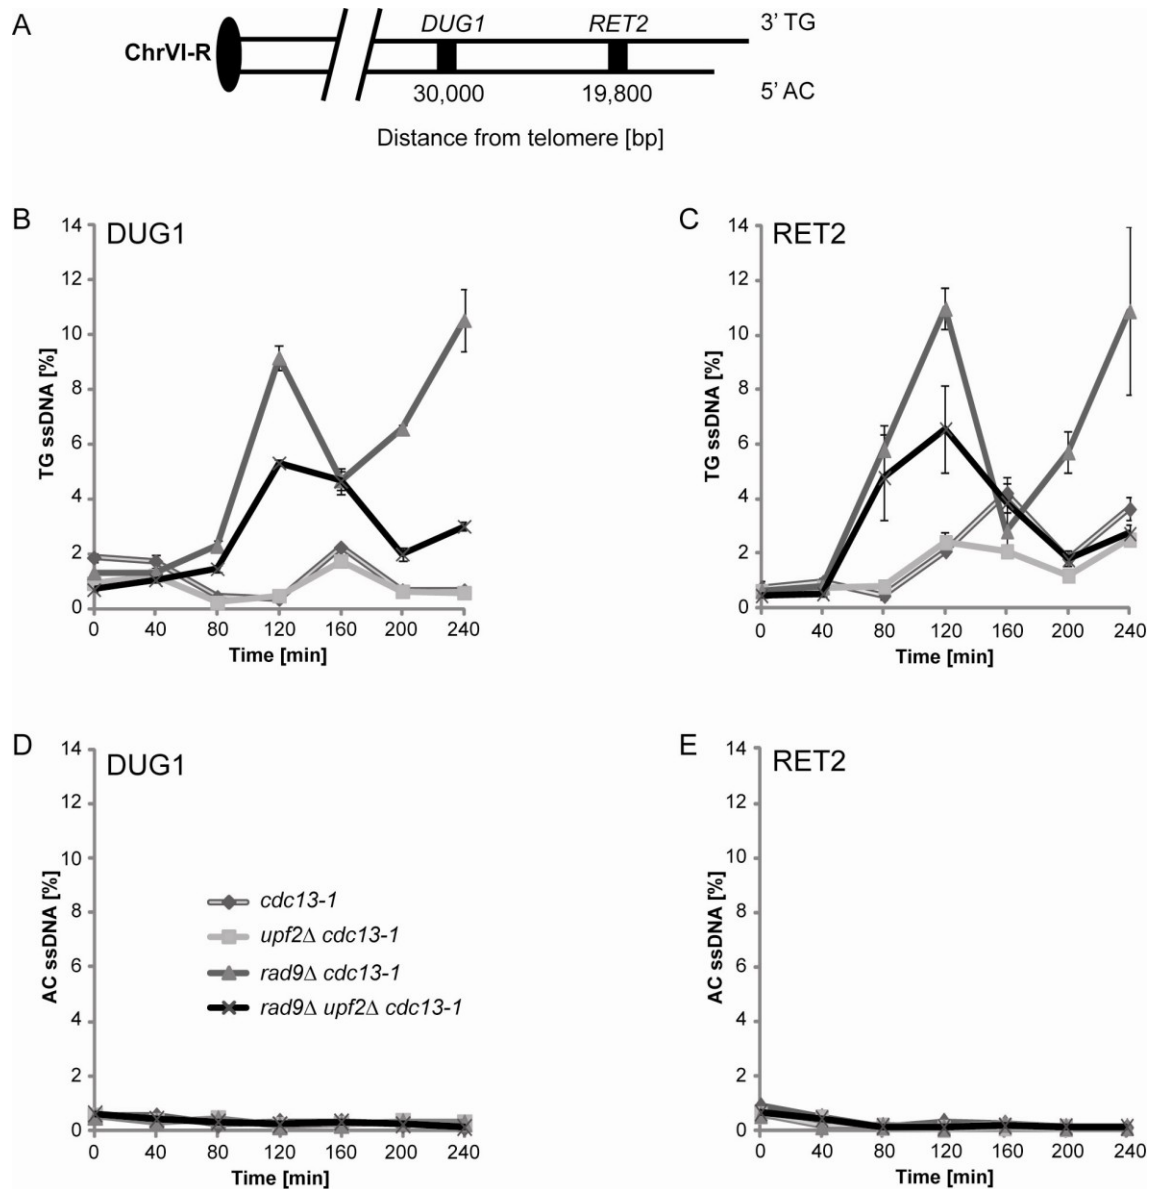 A
DUG1 RET2
3' TG
ChrVI-R
30,000 19,800
5' AC
Distance from telomere [bp]
B
DUG1
14
12
10
8
6
4
2
0
TG ssDNA [%]
0 40 80 120 160 200 240
Time [min]
C
RET2
14
12
10
8
6
4
2
0
TG ssDNA [%]
0 40 80 120 160 200 240
Time [min]
D
DUG1
14
12
10
8
6
4
2
0
AC ssDNA [%]
cdc13-1
upf2Δ cdc13-1
rad9Δ cdc13-1
rad9Δ upf2Δ cdc13-1
0 40 80 120 160 200 240
Time [min]
E
RET2
14
12
10
8
6
4
2
0
AC ssDNA [%]
0 40 80 120 160 200 240
Time [min]